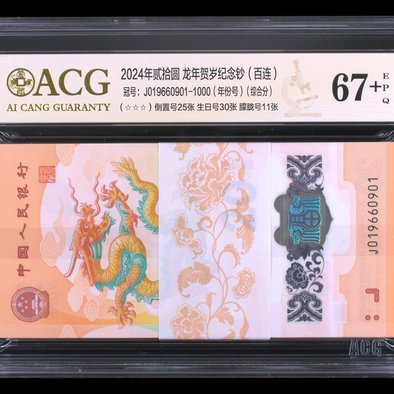 ACG
AI CANG GUARANTY
2024年贰拾圆 龙年贺岁纪念钞（百连）
冠号：J019660901-1000（年份号）（综合分）
（☆☆☆）倒置号25张 生日号30张 朦胧号11张
67+
EPQ
中国人民银行
J019660901
ACG